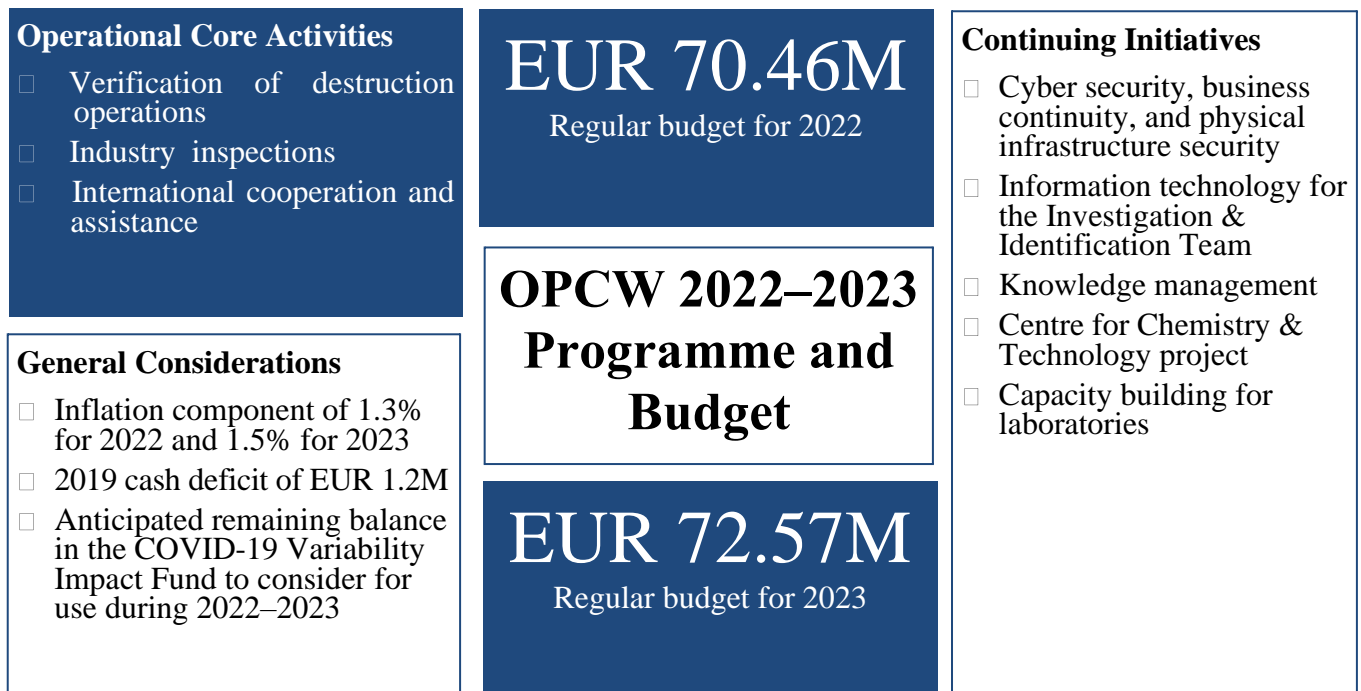 Operational Core Activities
Verification of destruction
operations
Industry inspections
International cooperation and
assistance
General Considerations
Inflation component of 1.3%
for 2022 and 1.5% for 2023
2019 cash deficit of EUR 1.2M
Anticipated remaining balance
in the COVID-19 Variability
Impact Fund to consider for
use during 2022–2023
EUR 70.46M
Regular budget for 2022
OPCW 2022–2023
Programme and
Budget
EUR 72.57M
Regular budget for 2023
Continuing Initiatives
Cyber security, business
continuity, and physical
infrastructure security
Information technology for
the Investigation &
Identification Team
Knowledge management
Centre for Chemistry &
Technology project
Capacity building for
laboratories